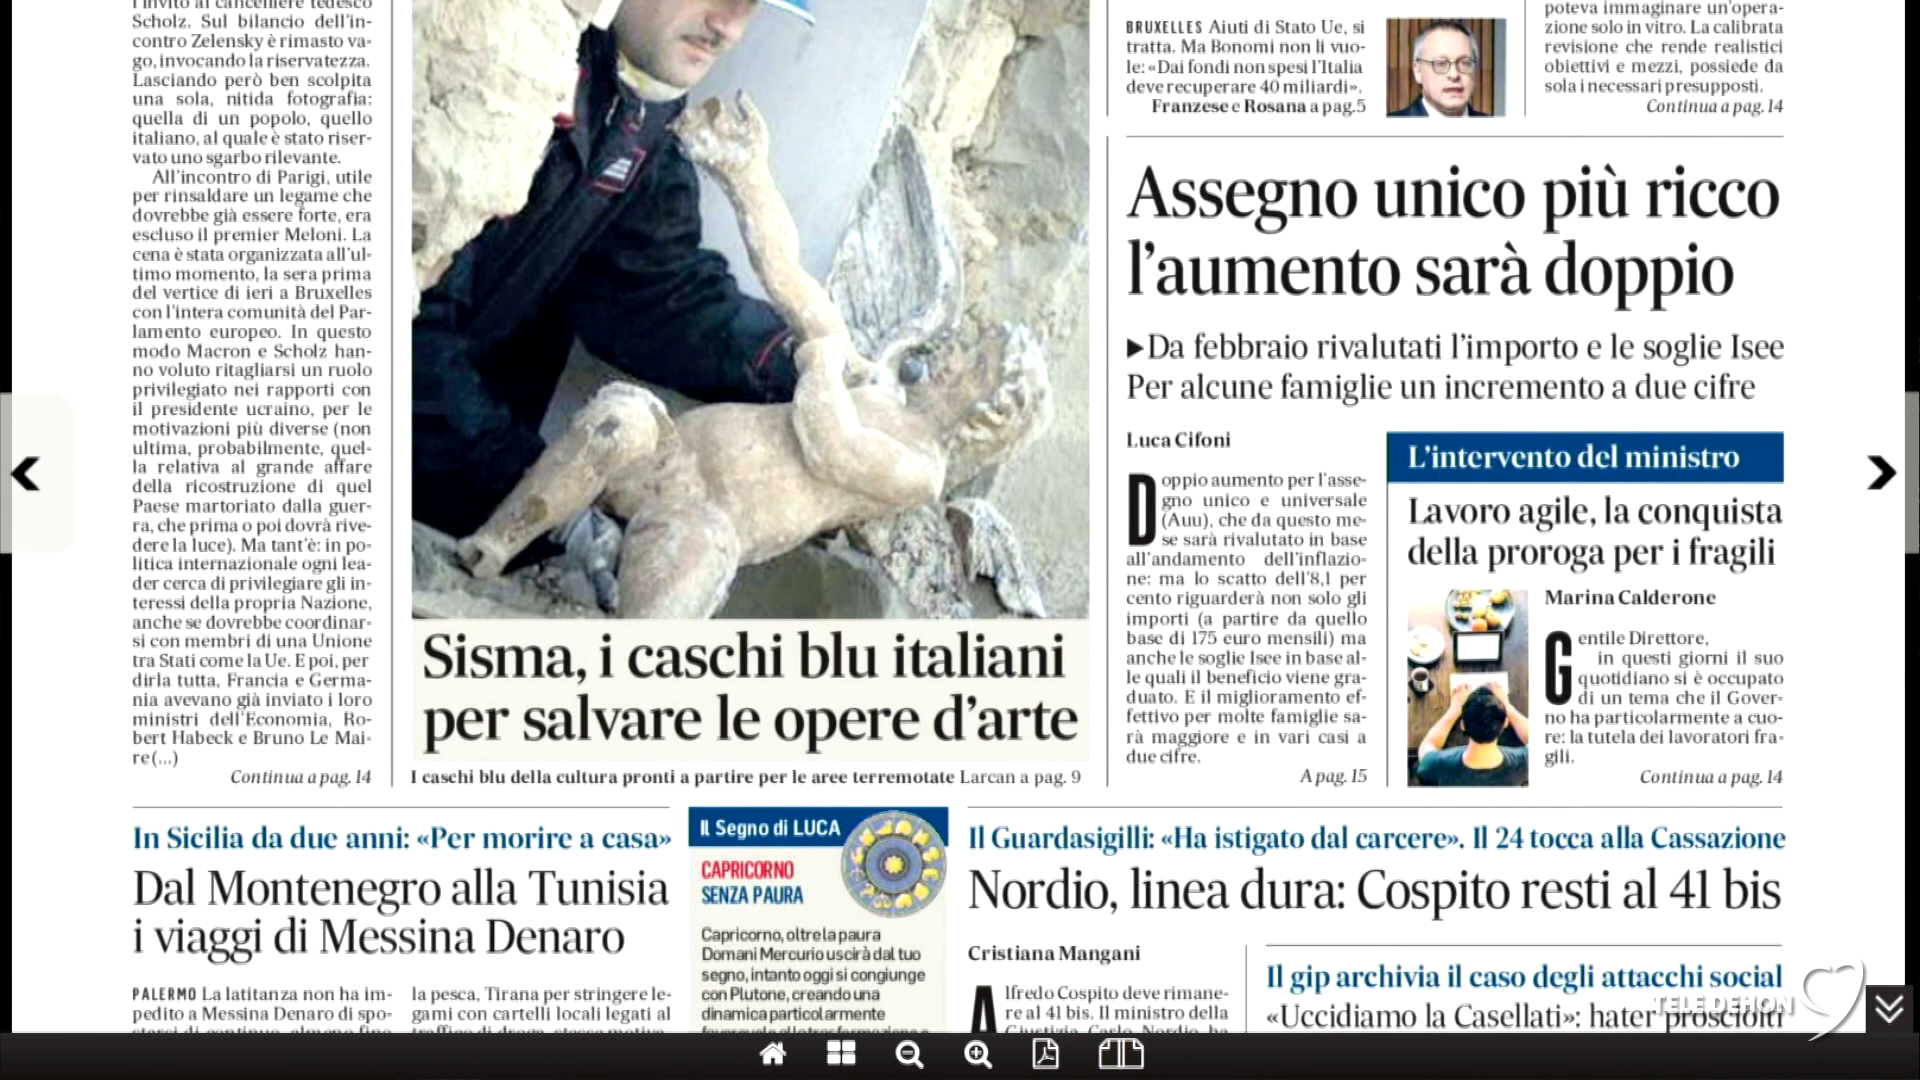 l'invito al cancelliere tedesco
Scholz. Sul bilancio dell'in-
contro Zelensky è rimasto va-
go, invocando la riservatezza.
Lasciando però ben scolpita
una sola, nitida fotografia:
quella di un popolo, quello
italiano, al quale è stato riser-
vato uno sgarbo rilevante.
All'incontro di Parigi, utile
per rinsaldare un legame che
dovrebbe già essere forte, era
escluso il premier Meloni. La
cena è stata organizzata all'ul-
timo momento, la sera prima
del vertice di ieri a Bruxelles
con l'intera comunità del Par-
lamento europeo. In questo
modo Macron e Scholz han-
no voluto ritagliarsi un ruolo
privilegiato nei rapporti con
il presidente ucraino, per le
motivazioni più diverse (non
ultima, probabilmente, quel-
la relativa al grande affare
della ricostruzione di quel
Paese martoriato dalla guer-
ra, che prima o poi dovrà rive-
dere la luce). Ma tant'è: in po-
litica internazionale ogni lea-
der cerca di privilegiare gli in-
teressi della propria Nazione,
anche se dovrebbe coordinar-
si con membri di una Unione
tra Stati come la Ue. E poi, per
dirla tutta, Francia e Germa-
nia avevano già inviato i loro
ministri dell'Economia, Ro-
bert Habeck e Bruno Le Mai-
re (...)
Continua a pag. 14
Sisma, i caschi blu italiani
per salvare le opere d'arte
I caschi blu della cultura pronti a partire per le aree terremotate Larcan a pag. 9
BRUXELLES Aiuti di Stato Ue, si
tratta. Ma Bonomi non li vuo-
le: «Dai fondi non spesi l'Italia
deve recuperare 40 miliardi».
Franzese e Rosana a pag.5
poteva immaginare un'opera-
zione solo in vitro. La calibrata
revisione che rende realistici
obiettivi e mezzi, possiede da
sola i necessari presupposti.
Continua a pag. 14
Assegno unico più ricco
l'aumento sarà doppio
►Da febbraio rivalutati l'importo e le soglie Isee
Per alcune famiglie un incremento a due cifre
Luca Cifoni
Doppio aumento per l'asse-
gno unico e universale
(Auu), che da questo me-
se sarà rivalutato in base
all'andamento dell'inflazio-
ne: ma lo scatto dell'8,1 per
cento riguarderà non solo gli
importi (a partire da quello
base di 175 euro mensili) ma
anche le soglie Isee in base al-
le quali il beneficio viene gra-
duato. E il miglioramento ef-
fettivo per molte famiglie sa-
rà maggiore e in vari casi a
due cifre.
A pag. 15
L'intervento del ministro
Lavoro agile, la conquista
della proroga per i fragili
Marina Calderone
Gentile Direttore,
in questi giorni il suo
quotidiano si è occupato
di un tema che il Gover-
no ha particolarmente a cuo-
re: la tutela dei lavoratori fra-
gili.
Continua a pag. 14
In Sicilia da due anni: «Per morire a casa»
Dal Montenegro alla Tunisia
i viaggi di Messina Denaro
PALERMO La latitanza non ha im-
pedito a Messina Denaro di spo-
la pesca, Tirana per stringere le-
gami con cartelli locali legati al
Il Segno di LUCA
CAPRICORNO
SENZA PAURA
Capricorno, oltre la paura
Domani Mercurio uscirà dal tuo
segno, intanto oggi si congiunge
con Plutone, creando una
dinamica particolarmente
Il Guardasigilli: «Ha istigato dal carcere». Il 24 tocca alla Cassazione
Nordio, linea dura: Cospito resti al 41 bis
Cristiana Mangani
Alfredo Cospito deve rimane-
re al 41 bis. Il ministro della
Giustizia, Carlo Nordio, ha
Il gip archivia il caso degli attacchi social
«Uccidiamo la Casellati»: hater prosciolti
TELE DEHON